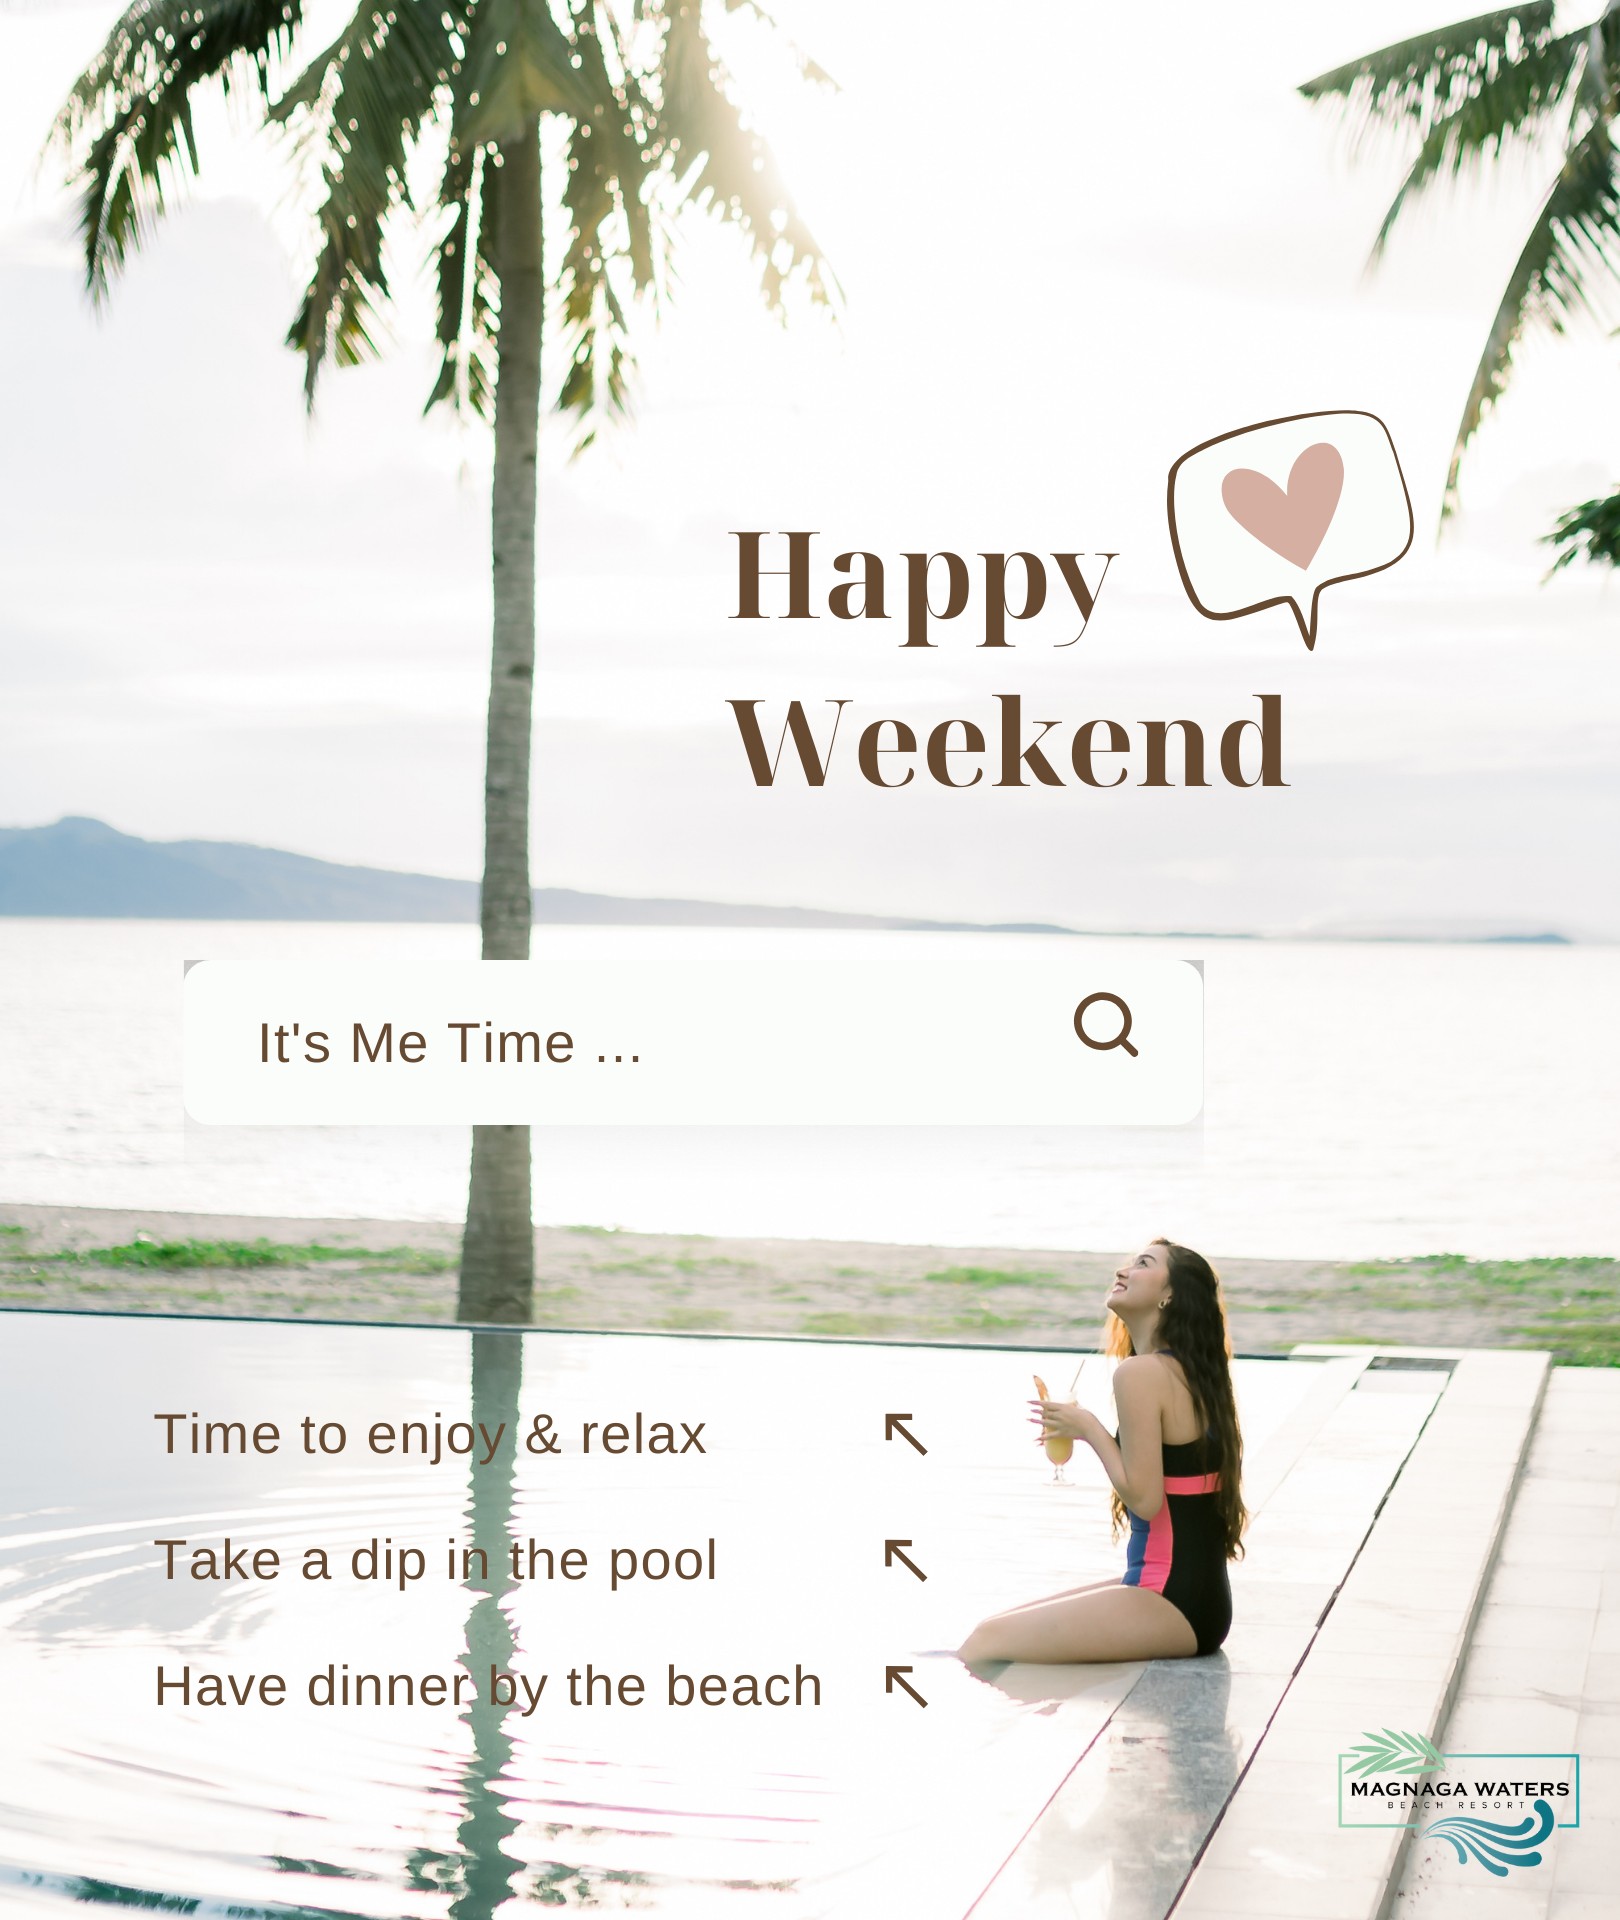 Happy
Weekend
It's Me Time ...
Time to enjoy & relax
Take a dip in the pool
Have dinner by the beach
MAGNAGA WATERS
BEACH RESORT